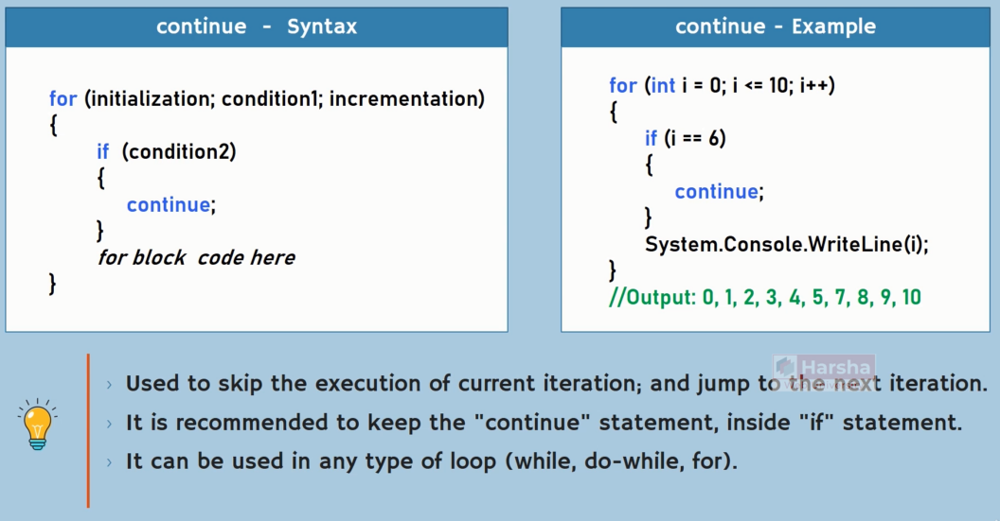 continue - Syntax
for (initialization; condition1; incrementation)
{
if (condition2)
{
continue;
}
for block code here
}
continue - Example
for (int i = 0; i <= 10; i++)
{
if (i == 6)
{
continue;
}
System.Console.WriteLine(i);
}
//Output: 0, 1, 2, 3, 4, 5, 7, 8, 9, 10
Harsha
› Used to skip the execution of current iteration; and jump to the next iteration.
› It is recommended to keep the "continue" statement, inside "if" statement.
› It can be used in any type of loop (while, do-while, for).